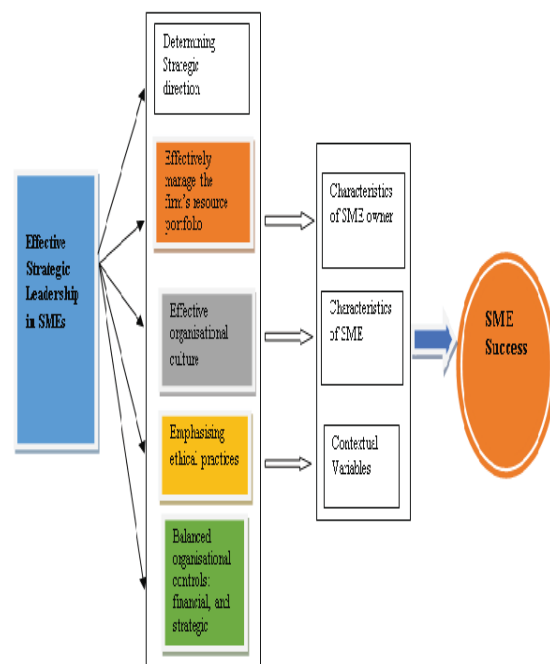 Determining
Strategic
direction
Effectively
manage the
firm's resource
portfolio
Effective
Strategic
Leadership
in SMEs
Effective
organisational
culture
Emphasising
ethical practices
Balanced
organisational
controls:
financial, and
strategic
Characteristics
of SME owner
Characteristics
of SME
Contextual
Variables
SME
Success